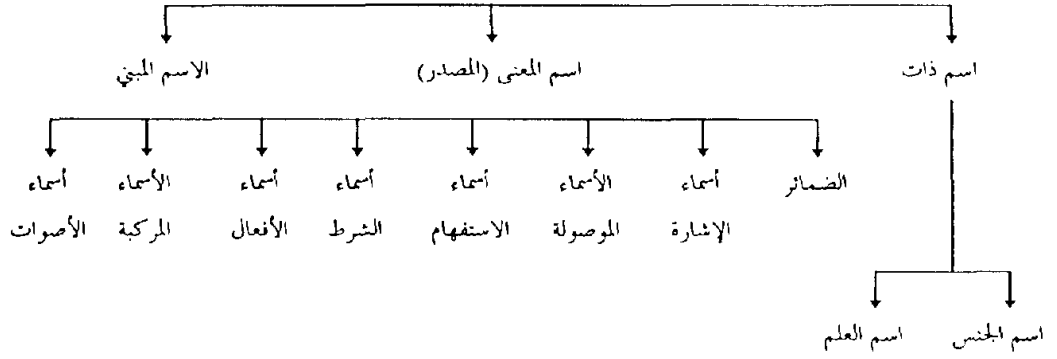 اسم ذات
اسم المعنى (المصدر)
الاسم المبني
الضمائر
أسماء
الإشارة
الأسماء
الموصولة
أسماء
الاستفهام
أسماء
الشرط
أسماء
الأفعال
الأسماء
المركبة
أسماء
الأصوات
اسم الجنس
اسم العلم